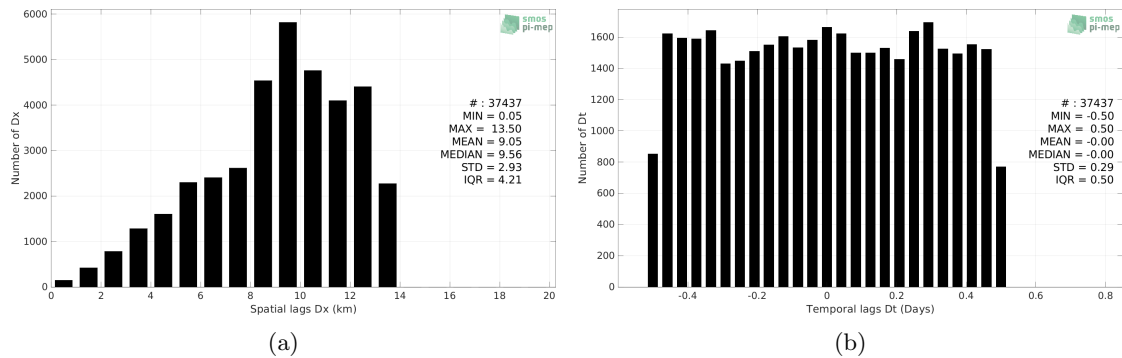 smos
pi-mep
6000
5000
4000
3000
2000
1000
0
Number of Dx
# : 37437
MIN = 0.05
MAX = 13.50
MEAN = 9.05
MEDIAN = 9.56
STD = 2.93
IQR = 4.21
0 2 4 6 8 10 12 14 16 18 20
Spatial lags Dx (km)
(a)
smos
pi-mep
1600
1400
1200
1000
800
600
400
200
0
Number of Dt
# : 37437
MIN = -0.50
MAX = 0.50
MEAN = -0.00
MEDIAN = -0.00
STD = 0.29
IQR = 0.50
-0.4 -0.2 0 0.2 0.4 0.6 0.8
Temporal lags Dt (Days)
(b)